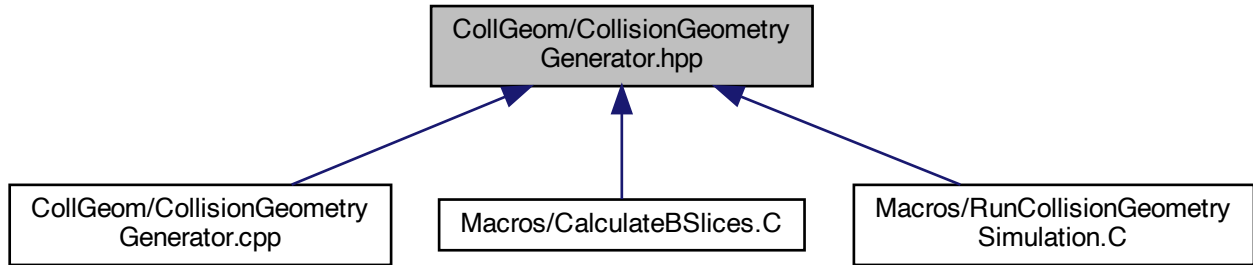 CollGeom/CollisionGeometry
Generator.hpp
CollGeom/CollisionGeometry
Generator.cpp
Macros/CalculateBSlices.C
Macros/RunCollisionGeometry
Simulation.C